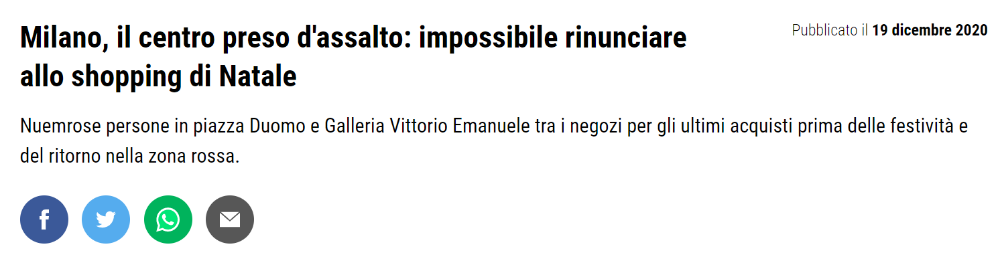 Milano, il centro preso d'assalto: impossibile rinunciare
allo shopping di Natale
Pubblicato il 19 dicembre 2020
Nuemrose persone in piazza Duomo e Galleria Vittorio Emanuele tra i negozi per gli ultimi acquisti prima delle festività e
del ritorno nella zona rossa.